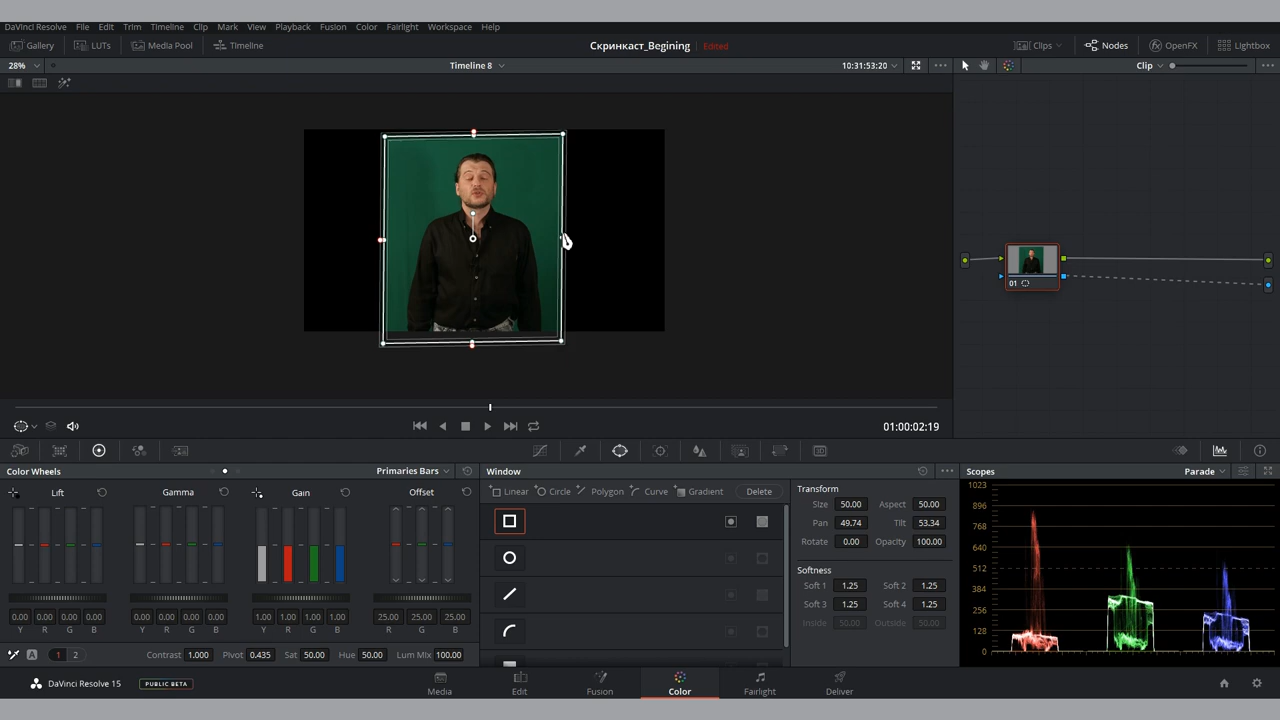 DaVinci Resolve File Edit Trim Timeline Clip Mark View Playback Fusion Color Fairlight Workspace Help
Gallery LUTs Media Pool Timeline Скринкаст_Begining Edited Clips Nodes OpenFX Lightbox
28% Timeline 8 10:31:53:20 Clip
01
01:00:02:19
Color Wheels Primaries Bars Window Scopes Parade
Lift Gamma Gain Offset
Linear Circle Polygon Curve Gradient Delete
Transform
Size 50.00 Aspect 50.00
Pan 49.74 Tilt 53.34
Rotate 0.00 Opacity 100.00
Softness
Soft 1 1.25 Soft 2 1.25
Soft 3 1.25 Soft 4 1.25
Inside 50.00 Outside 50.00
1023
896
768
640
512
384
256
128
0
0.00 0.00 0.00 0.00 0.00 0.00 0.00 0.00 1.00 1.00 1.00 1.00 25.00 25.00 25.00
Y R G B Y R G B Y R G B R G B
A 1 2 Contrast 1.000 Pivot 0.435 Sat 50.00 Hue 50.00 Lum Mix 100.00
DaVinci Resolve 15 PUBLIC BETA Media Edit Fusion Color Fairlight Deliver